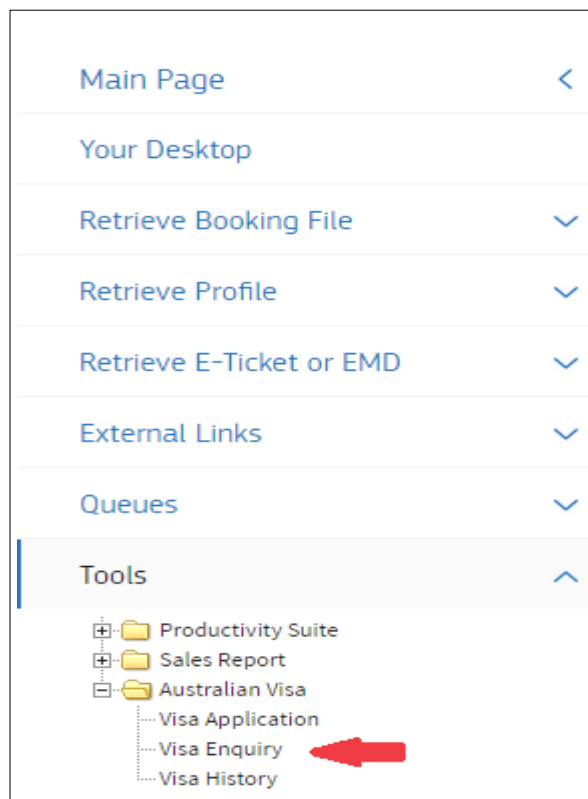 Main Page
Your Desktop
Retrieve Booking File
Retrieve Profile
Retrieve E-Ticket or EMD
External Links
Queues
Tools
Productivity Suite
Sales Report
Australian Visa
Visa Application
Visa Enquiry
Visa History